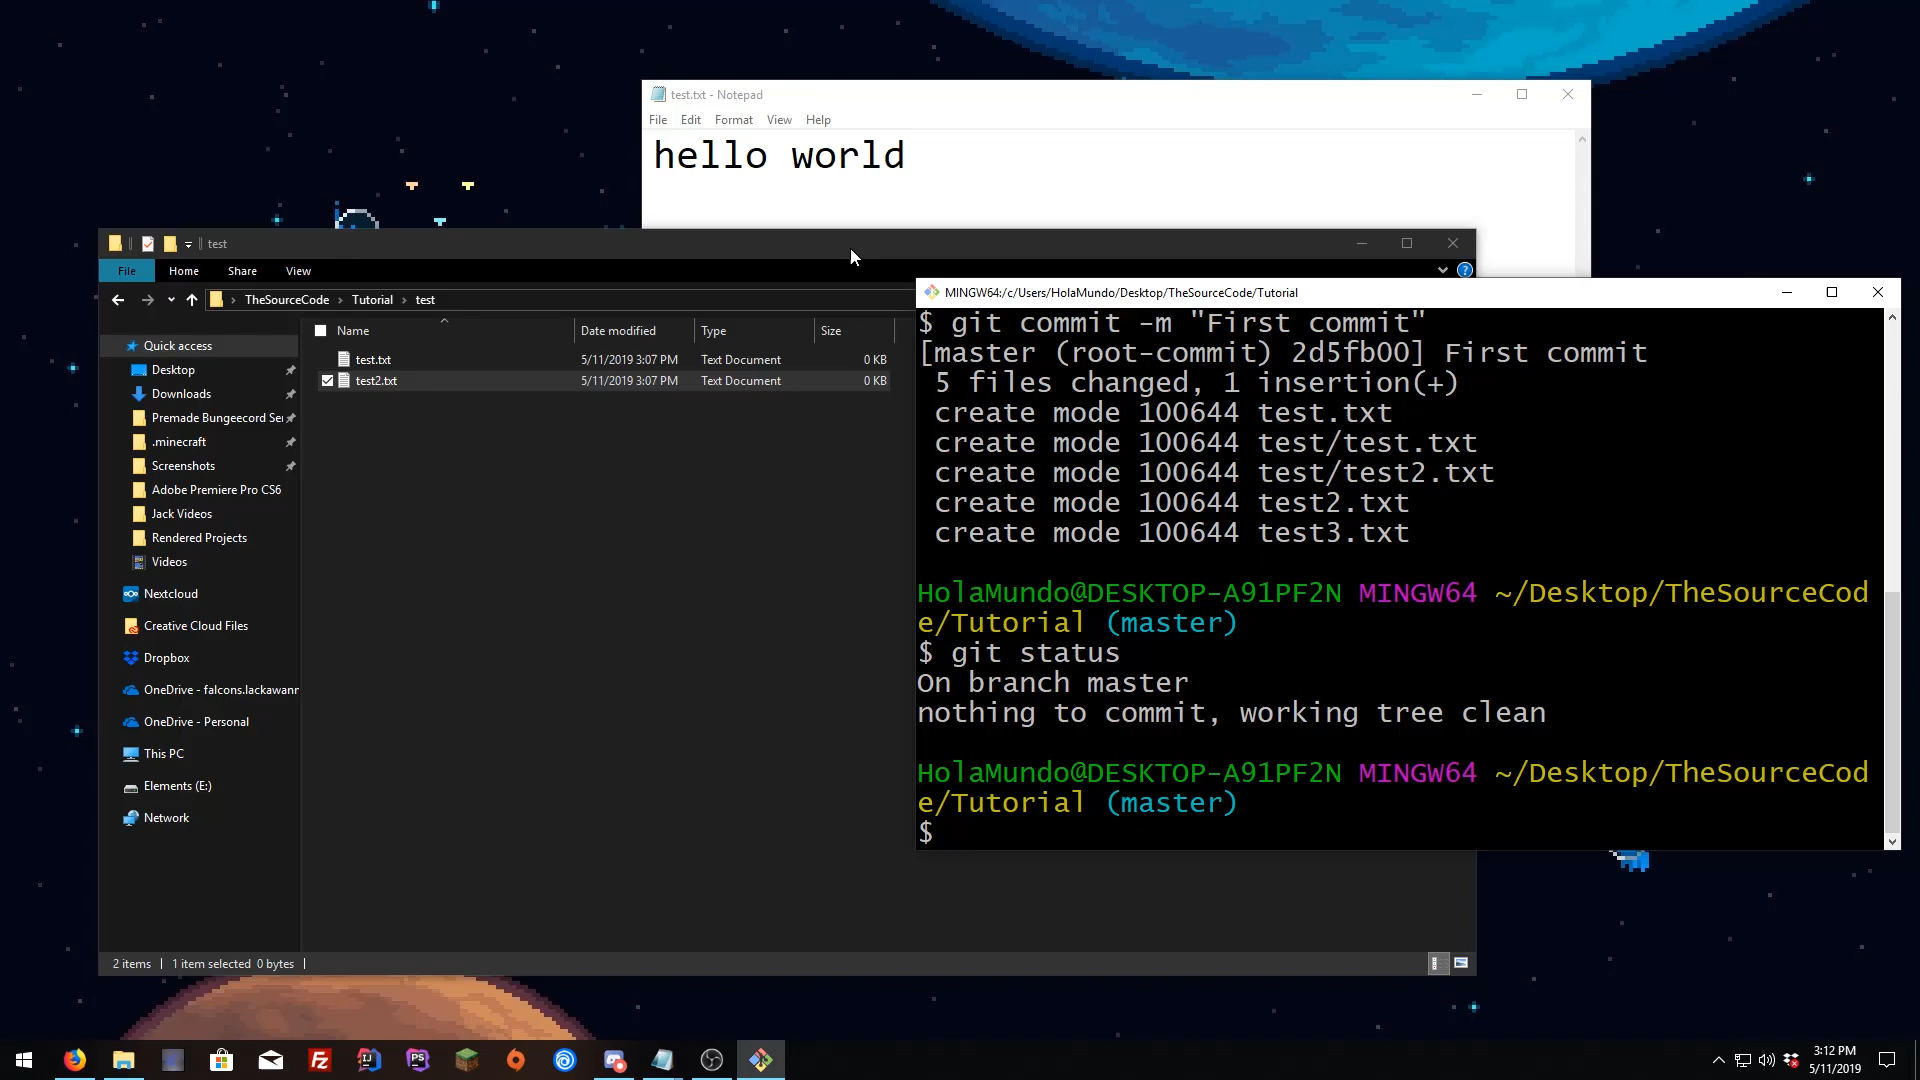 test.txt - Notepad
File Edit Format View Help
hello world
test
File Home Share View
TheSourceCode Tutorial test
Name Date modified Type Size
test.txt 5/11/2019 3:07 PM Text Document 0 KB
test2.txt 5/11/2019 3:07 PM Text Document 0 KB
Quick access
Desktop
Downloads
Premade Bungeecord Ser
.minecraft
Screenshots
Adobe Premiere Pro CS6
Jack Videos
Rendered Projects
Videos
Nextcloud
Creative Cloud Files
Dropbox
OneDrive - falcons.lackawann
OneDrive - Personal
This PC
Elements (E:)
Network
2 items 1 item selected 0 bytes
MINGW64:/c/Users/HolaMundo/Desktop/TheSourceCode/Tutorial
$ git commit -m "First commit"
[master (root-commit) 2d5fb00] First commit
5 files changed, 1 insertion(+)
create mode 100644 test.txt
create mode 100644 test/test.txt
create mode 100644 test/test2.txt
create mode 100644 test2.txt
create mode 100644 test3.txt
HolaMundo@DESKTOP-A91PF2N MINGW64 ~/Desktop/TheSourceCod
e/Tutorial (master)
$ git status
On branch master
nothing to commit, working tree clean
HolaMundo@DESKTOP-A91PF2N MINGW64 ~/Desktop/TheSourceCod
e/Tutorial (master)
$
3:12 PM
5/11/2019